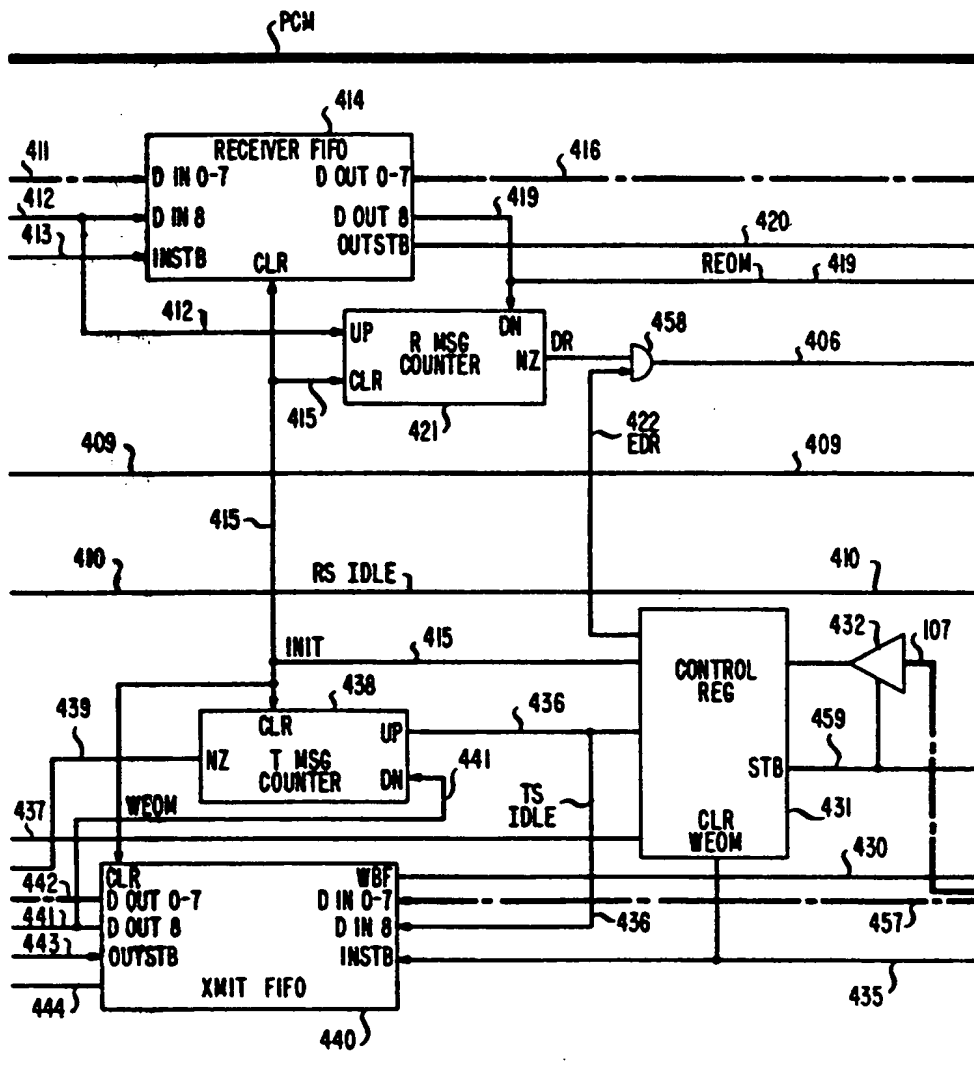 PCM
414
RECEIVER FIFO
411
D IN 0-7
D OUT 0-7
416
412
D IN 8
D OUT 8
419
413
INSTB
OUTSTB
420
CLR
REOM
419
412
UP
R MSG
COUNTER
DN
NZ
DR
458
406
CLR
415
421
422
EDR
409
409
415
410
RS IDLE
410
INIT
415
CONTROL
REG
432
107
439
438
CLR
NZ
UP
T MSG
COUNTER
DN
436
441
STB
459
WEOM
TS
IDLE
437
CLR
WEOM
431
430
442
CLR
WBF
D OUT 0-7
D IN 0-7
441
D OUT 8
D IN 8
436
457
443
OUTSTB
INSTB
444
XMIT FIFO
435
440